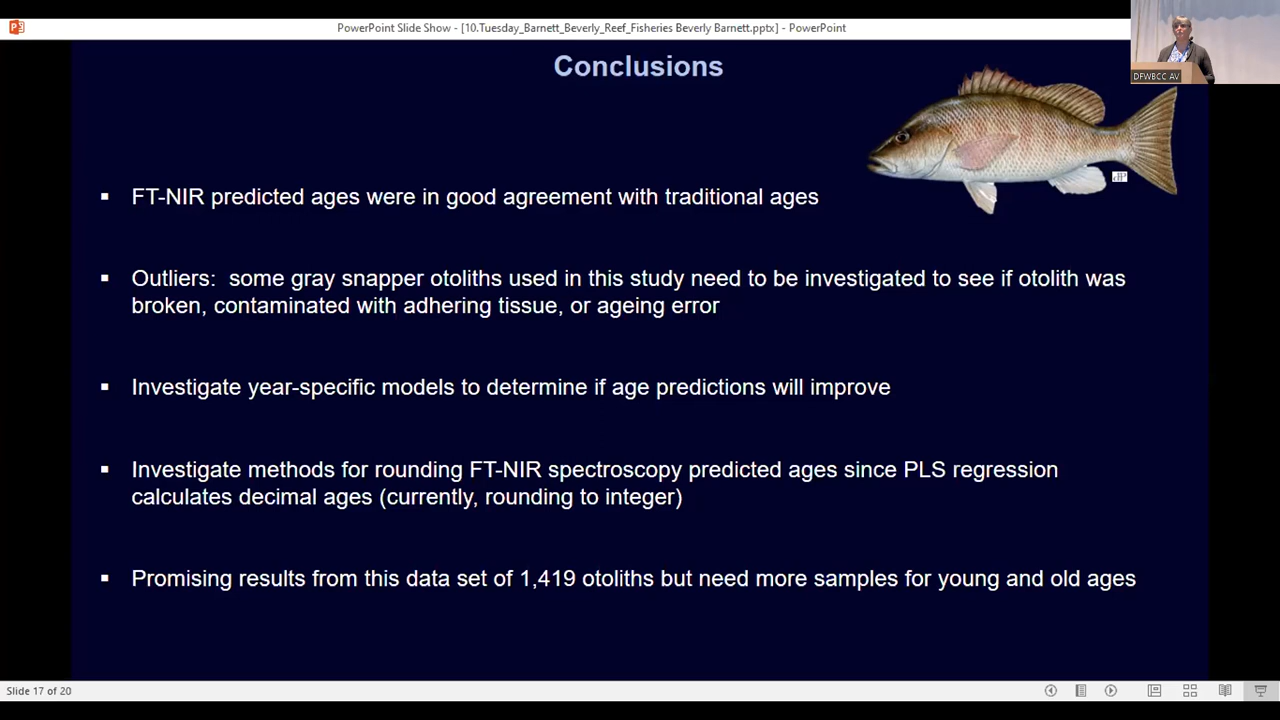 PowerPoint Slide Show - [10.Tuesday_Barnett_Beverly_Reef_Fisheries Beverly Barnett.pptx] - PowerPoint
DFWBCC AV
Conclusions
▪ FT-NIR predicted ages were in good agreement with traditional ages
▪ Outliers:  some gray snapper otoliths used in this study need to be investigated to see if otolith was
broken, contaminated with adhering tissue, or ageing error
▪ Investigate year-specific models to determine if age predictions will improve
▪ Investigate methods for rounding FT-NIR spectroscopy predicted ages since PLS regression
calculates decimal ages (currently, rounding to integer)
▪ Promising results from this data set of 1,419 otoliths but need more samples for young and old ages
Slide 17 of 20